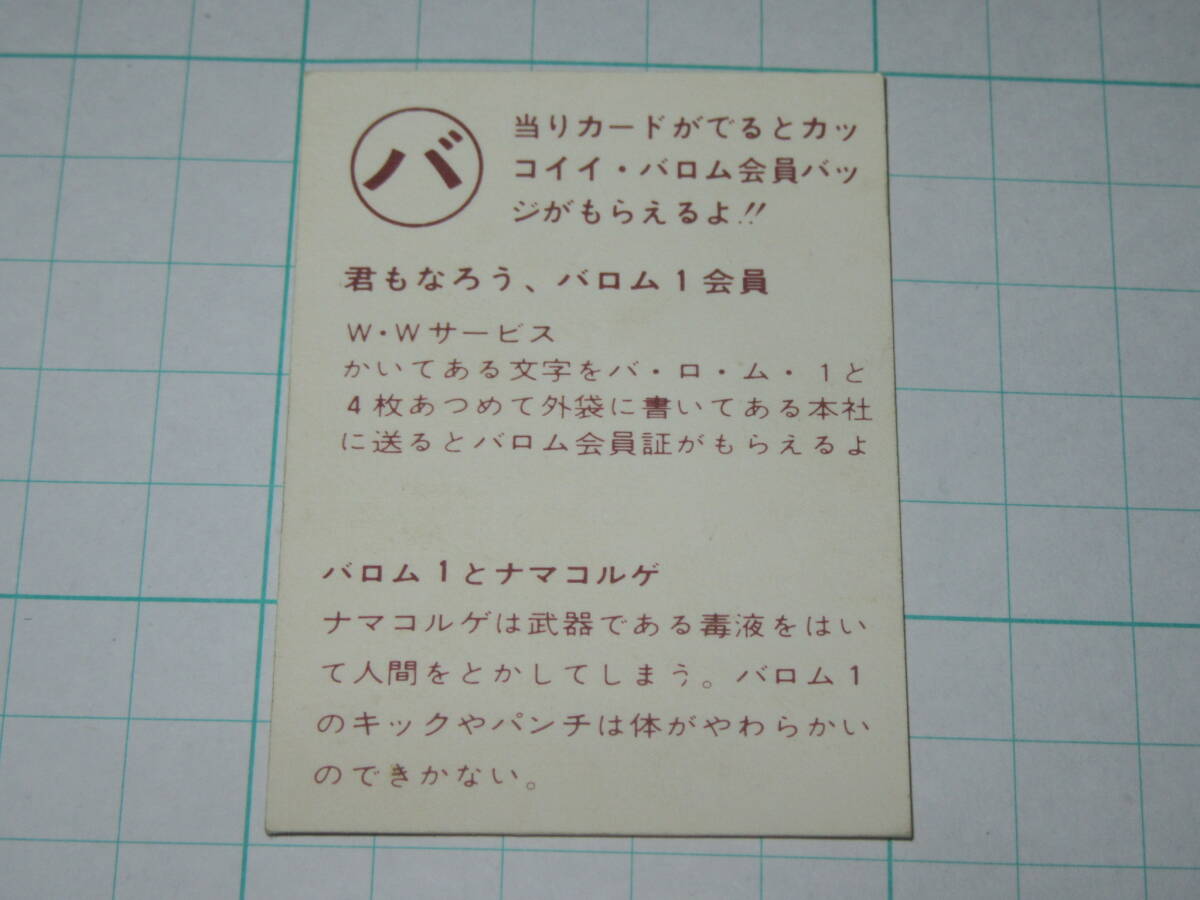 バ
当りカードがでるとカッ
コイイ・バロム会員バッ
ジがもらえるよ!!
君もなろう、バロム1会員
W・Wサービス
かいてある文字をバ・ロ・ム・1と
4枚あつめて外袋に書いてある本社
に送るとバロム会員証がもらえるよ
バロム1とナマコルゲ
ナマコルゲは武器である毒液をはい
て人間をとかしてしまう。バロム1
のキックやパンチは体がやわらかい
のできかない。